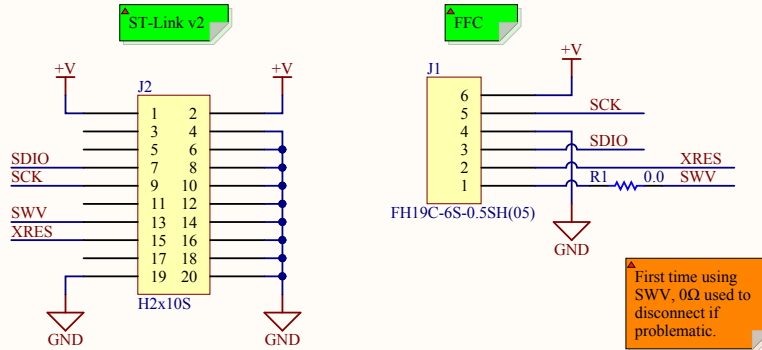 ST-Link v2
FFC
+V
+V
J2
1 2
3 4
5 6
7 8
9 10
11 12
13 14
15 16
17 18
19 20
SDIO
SCK
SWV
XRES
H2x10S
GND
GND
+V
J1
6
5
4
3
2
1
SCK
SDIO
XRES
R1 0.0 SWV
FH19C-6S-0.5SH(05)
GND
First time using
SWV, 0Ω used to
disconnect if
problematic.